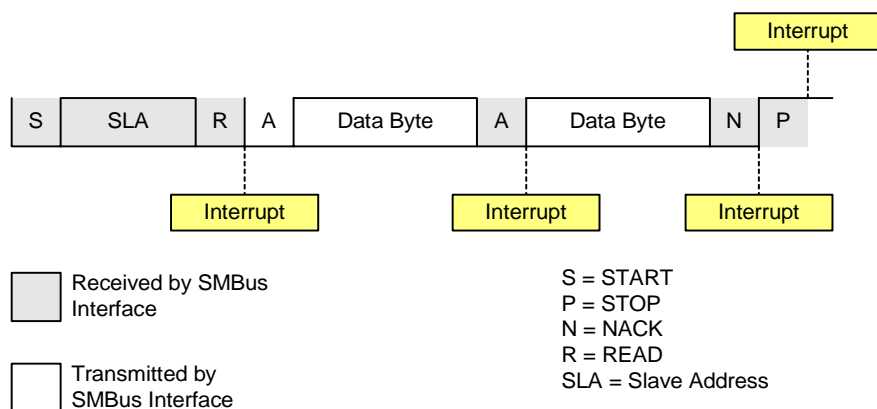 Interrupt
S SLA R A Data Byte A Data Byte N P
Interrupt Interrupt Interrupt
Received by SMBus
Interface
Transmitted by
SMBus Interface
S = START
P = STOP
N = NACK
R = READ
SLA = Slave Address